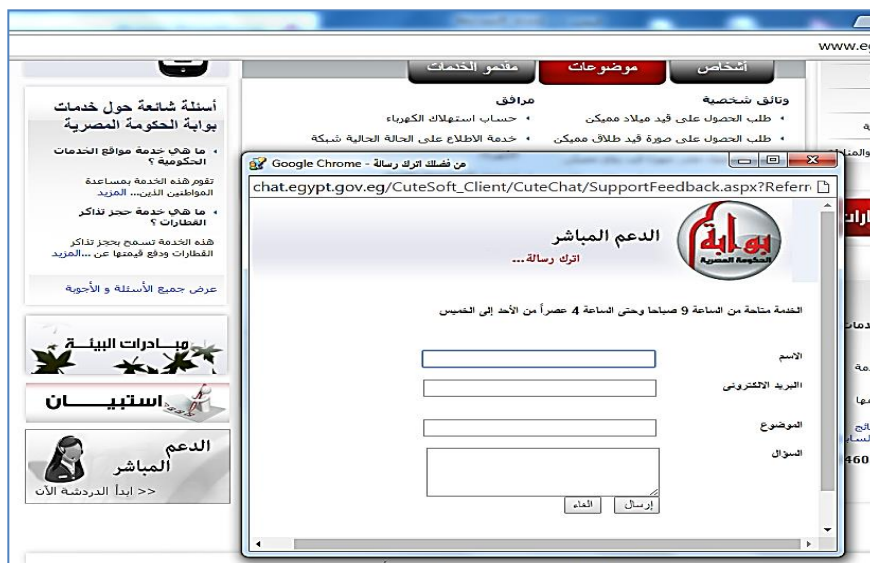 www.e
أشخاص
موضوعات
مقدمو الخدمات
وثائق شخصية
طلب الحصول على قيد ميلاد مميكن
طلب الحصول على صورة قيد طلاق مميكن
مرافق
حساب استهلاك الكهرباء
خدمة الاطلاع على الحالة الحالية شبكة
أسئلة شائعة حول خدمات
بوابة الحكومة المصرية
ما هي خدمة مواقع الخدمات
الحكومية ؟
تقوم هذه الخدمة بمساعدة
المواطنين الذين... المزيد
ما هي خدمة حجز تذاكر
القطارات ؟
هذه الخدمة تسمح بحجز تذاكر
القطارات ودفع قيمتها عن ...المزيد
عرض جميع الأسئلة و الأجوبة
مبـــادرات البيئـــة
استبيـــــان
الدعم
المباشر
ابدأ الدردشة الآن >>
من فضلك اترك رسالة - Google Chrome
chat.egypt.gov.eg/CuteSoft_Client/CuteChat/SupportFeedback.aspx?Referr
بوابة
الحكومة المصرية
الدعم المباشر
اترك رسالة...
الخدمة متاحة من الساعة 9 صباحا وحتى الساعة 4 عصراً من الأحد إلى الخميس
الاسم
البريد الالكترونى
الموضوع
السؤال
إرسال
الغاء
460